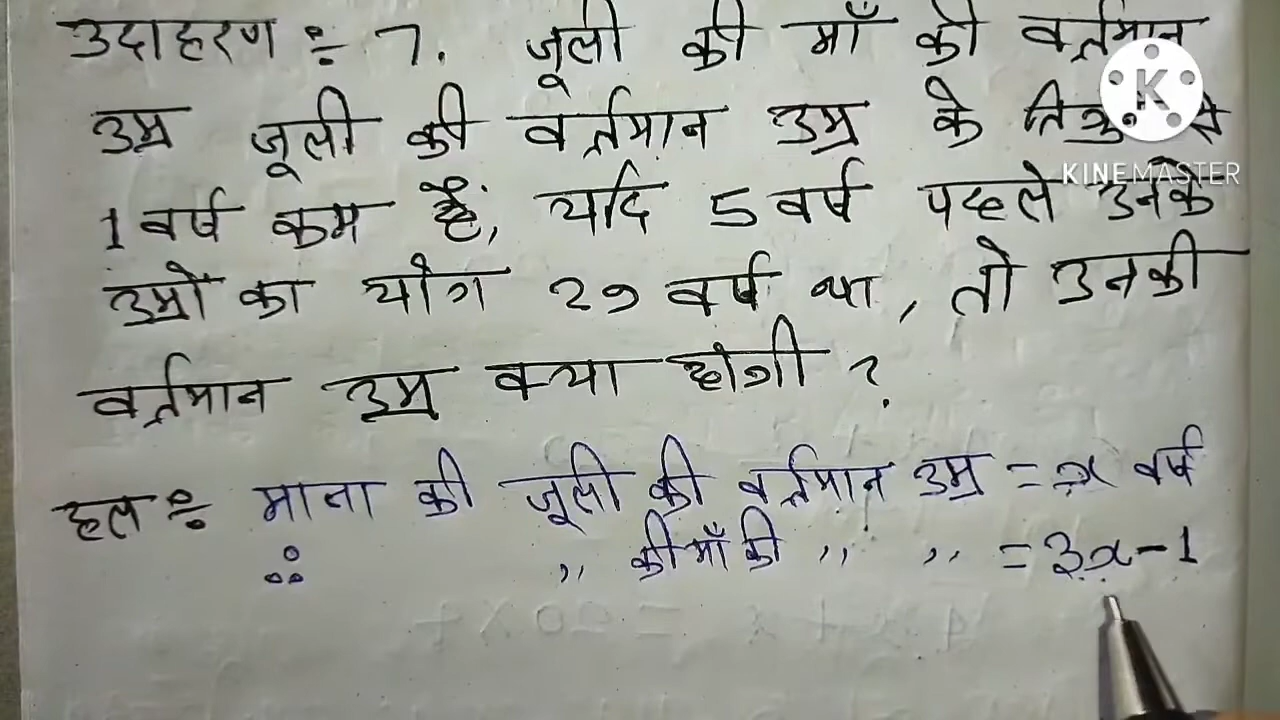 उदाहरण ÷ 7. जूली की माँ की वर्तमान
उम्र जूली की वर्तमान उम्र के से
1 वर्ष कम है, यदि 5 वर्ष पहले उनके
उम्रों का योग 29 वर्ष था, तो उनकी
वर्तमान उम्र क्या होगी ?
हल ÷ माना की जूली की वर्तमान उम्र = x वर्ष
∴ ,, की माँ की ,, ,, = 3x - 1
K
KINEMASTER